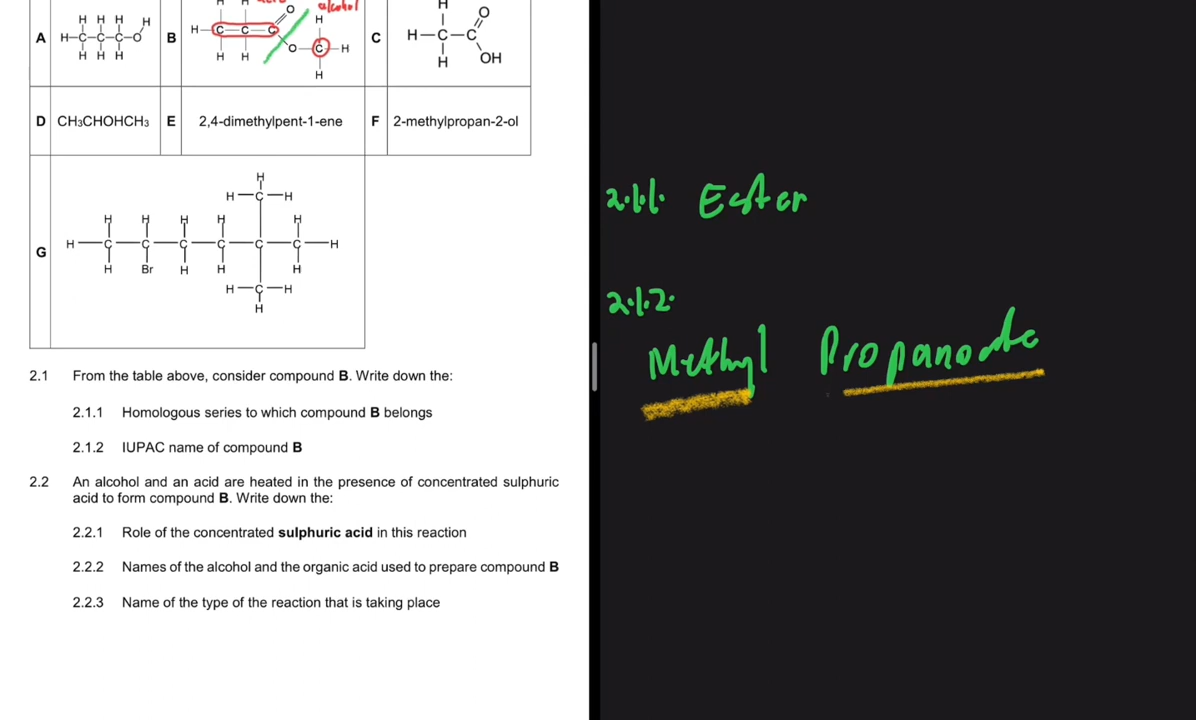 H H acid O alcohol
H H H H H
A H-C-C-C-O B H-C-C-C O-C-H C H-C-C O OH
H H H H H H H
D CH₃CHOHCH₃ E 2,4-dimethylpent-1-ene F 2-methylpropan-2-ol
H
H-C-H
H H H H H
G H-C-C-C-C-C-C-H
H Br H H H
H-C-H
H
2.1 From the table above, consider compound B. Write down the:
2.1.1 Homologous series to which compound B belongs
2.1.2 IUPAC name of compound B
2.2 An alcohol and an acid are heated in the presence of concentrated sulphuric
acid to form compound B. Write down the:
2.2.1 Role of the concentrated sulphuric acid in this reaction
2.2.2 Names of the alcohol and the organic acid used to prepare compound B
2.2.3 Name of the type of the reaction that is taking place
2.1.1. Ester
2.1.2.
Methyl Propanoate